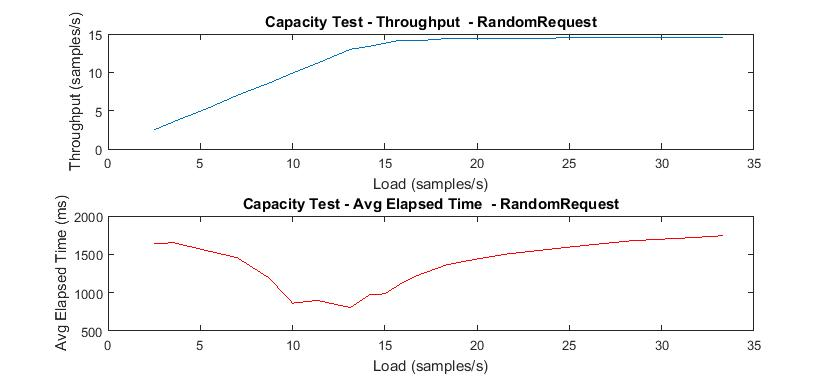 Capacity Test - Throughput  - RandomRequest
Throughput (samples/s)
15
10
5
0
0 5 10 15 20 25 30 35
Load (samples/s)
Capacity Test - Avg Elapsed Time  - RandomRequest
Avg Elapsed Time (ms)
2000
1500
1000
500
0 5 10 15 20 25 30 35
Load (samples/s)